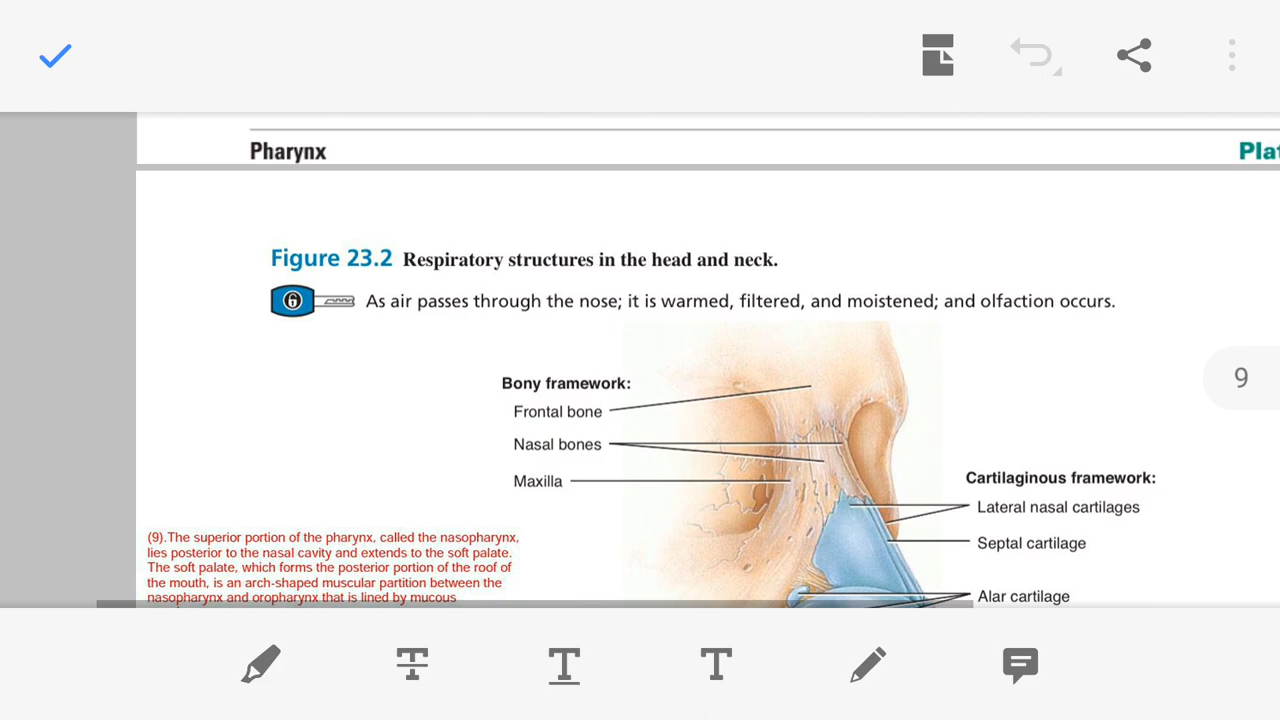 Pharynx
Figure 23.2 Respiratory structures in the head and neck.
As air passes through the nose; it is warmed, filtered, and moistened; and olfaction occurs.
Bony framework:
Frontal bone
Nasal bones
Maxilla
9
Cartilaginous framework:
Lateral nasal cartilages
Septal cartilage
Alar cartilage
(9).The superior portion of the pharynx, called the nasopharynx,
lies posterior to the nasal cavity and extends to the soft palate.
The soft palate, which forms the posterior portion of the roof of
the mouth, is an arch-shaped muscular partition between the
nasopharynx and oropharynx that is lined by mucous